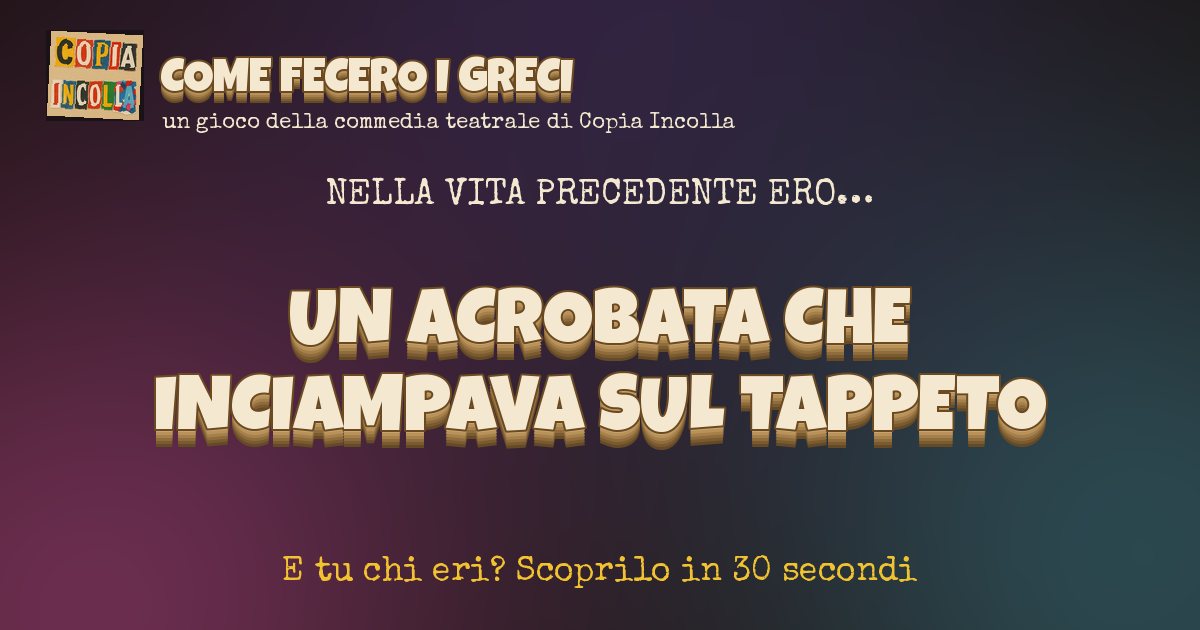 COPIA
INCOLLA
COME FECERO I GRECI
un gioco della commedia teatrale di Copia Incolla
NELLA VITA PRECEDENTE ERO...
UN ACROBATA CHE
INCIAMPAVA SUL TAPPETO
E tu chi eri? Scoprilo in 30 secondi